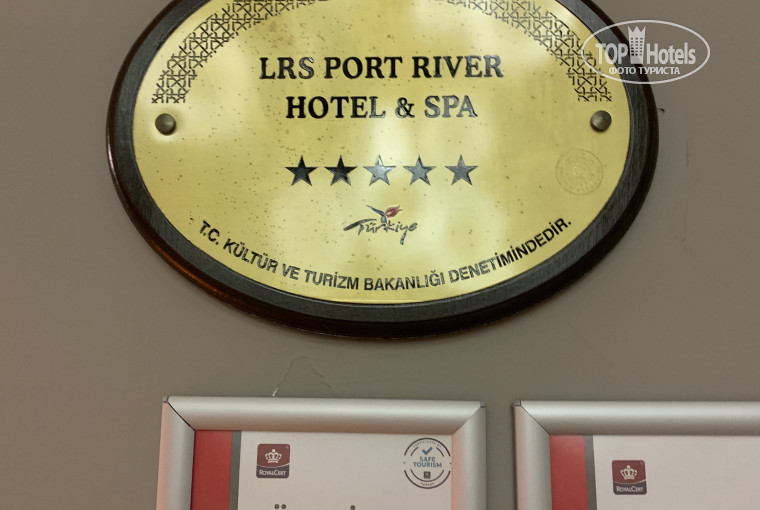 TOP Hotels
ФОТО ТУРИСТА
LRS PORT RIVER
HOTEL & SPA
Türkiye
T.C. KÜLTÜR VE TURİZM BAKANLIĞI DENETİMİNDEDİR.
ROYALCERT
SAFE
TOURISM
ROYALCERT